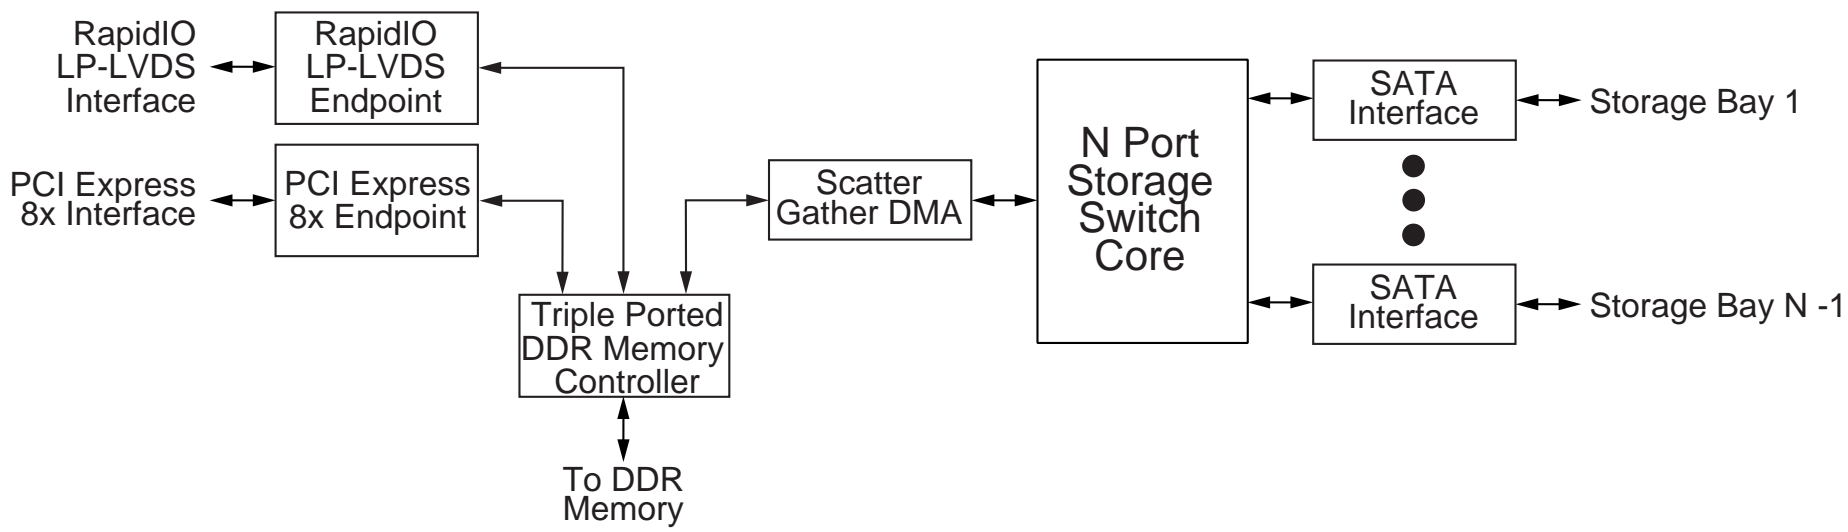 RapidIO
LP-LVDS
Interface
RapidIO
LP-LVDS
Endpoint
PCI Express
8x Interface
PCI Express
8x Endpoint
Triple Ported
DDR Memory
Controller
To DDR
Memory
Scatter
Gather DMA
N Port
Storage
Switch
Core
SATA
Interface
Storage Bay 1
SATA
Interface
Storage Bay N -1